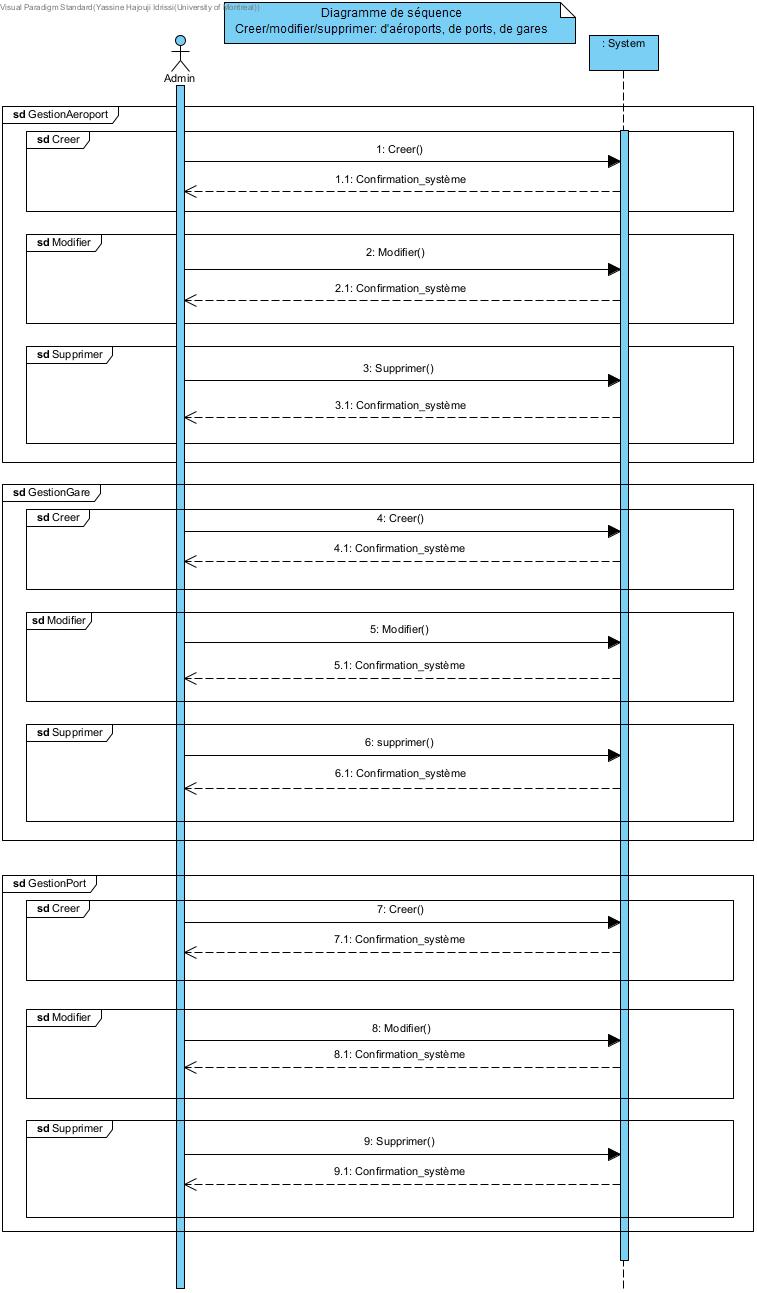 Visual Paradigm Standard(Yassine Hajouji Idrissi(University of Montreal))
Diagramme de séquence
Creer/modifier/supprimer: d'aéroports, de ports, de gares
: System
Admin
sd GestionAeroport
sd Creer
1: Creer()
1.1: Confirmation_système
sd Modifier
2: Modifier()
2.1: Confirmation_système
sd Supprimer
3: Supprimer()
3.1: Confirmation_système
sd GestionGare
sd Creer
4: Creer()
4.1: Confirmation_système
sd Modifier
5: Modifier()
5.1: Confirmation_système
sd Supprimer
6: supprimer()
6.1: Confirmation_système
sd GestionPort
sd Creer
7: Creer()
7.1: Confirmation_système
sd Modifier
8: Modifier()
8.1: Confirmation_système
sd Supprimer
9: Supprimer()
9.1: Confirmation_système